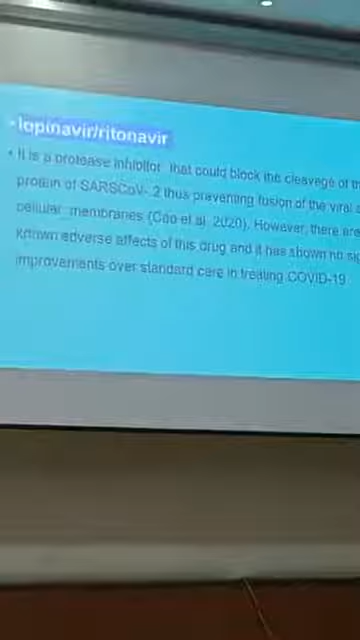 •lopinavir/ritonavir
• It is a protease inhibitor that could block the cleavage of
protein of SARSCoV- 2 thus preventing fusion of the viral
cellular membranes (Cao et al. 2020). However, there are
known adverse affects of this drug and it has shown no
improvements over standard care in treating COVID-19